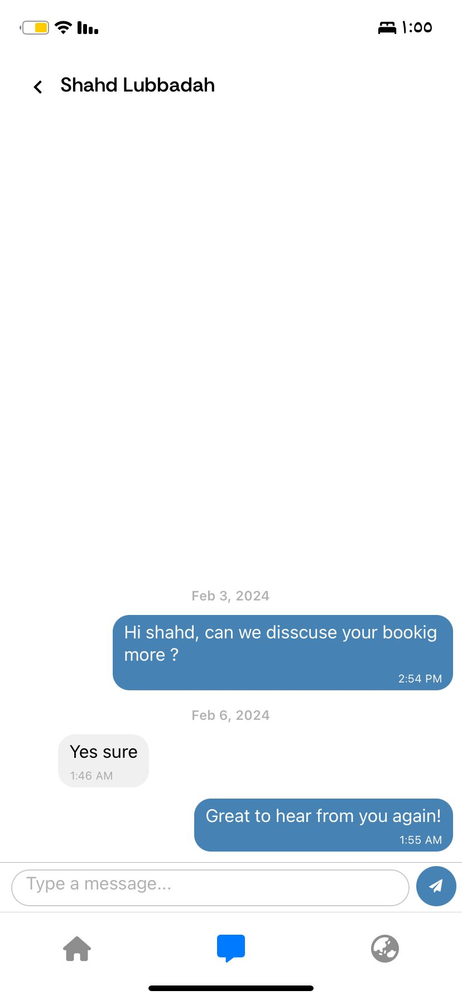 ١:٥٥
Shahd Lubbadah
Feb 3, 2024
Hi shahd, can we disscuse your bookig
more ?
2:54 PM
Feb 6, 2024
Yes sure
1:46 AM
Great to hear from you again!
1:55 AM
Type a message...